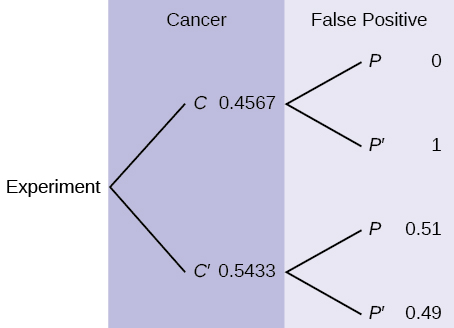 Cancer False Positive
P 0
C 0.4567
P′ 1
Experiment
P 0.51
C′ 0.5433
P′ 0.49